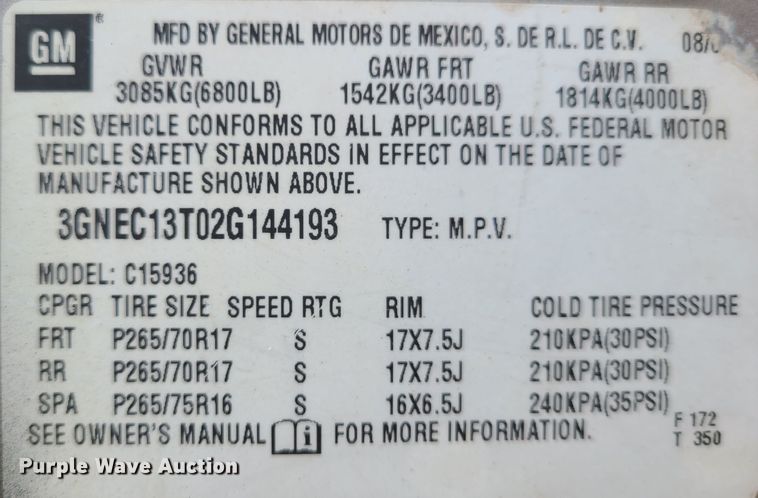 GM ® MFD BY GENERAL MOTORS DE MEXICO, S. DE R.L. DE C.V. 08/
GVWR GAWR FRT GAWR RR
3085KG(6800LB) 1542KG(3400LB) 1814KG(4000LB)
THIS VEHICLE CONFORMS TO ALL APPLICABLE U.S. FEDERAL MOTOR
VEHICLE SAFETY STANDARDS IN EFFECT ON THE DATE OF
MANUFACTURE SHOWN ABOVE.
3GNEC13T02G144193 TYPE: M.P.V.
MODEL: C15936
CPGR TIRE SIZE SPEED RTG RIM COLD TIRE PRESSURE
FRT P265/70R17 S 17X7.5J 210KPA(30PSI)
RR P265/70R17 S 17X7.5J 210KPA(30PSI)
SPA P265/75R16 S 16X6.5J 240KPA(35PSI)
SEE OWNER'S MANUAL i FOR MORE INFORMATION.
F 172
T 350
Purple Wave Auction